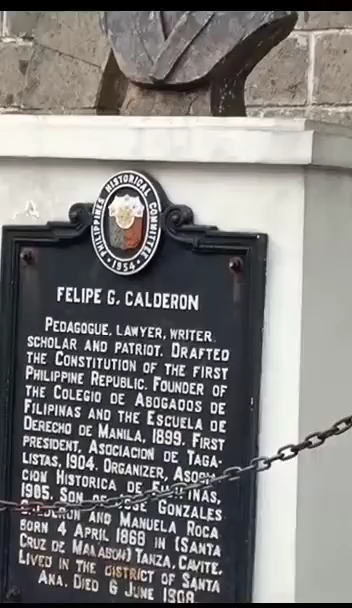 PHILIPPINES HISTORICAL COMMITTEE
1954
FELIPE G. CALDERON
PEDAGOGUE, LAWYER, WRITER
SCHOLAR AND PATRIOT. DRAFTED
THE CONSTITUTION OF THE FIRST
PHILIPPINE REPUBLIC. FOUNDER OF
THE COLEGIO DE ABOGADOS DE
FILIPINAS AND THE ESCUELA DE
DERECHO DE MANILA, 1899. FIRST
PRESIDENT, ASOCIACION DE TAGA-
LISTAS, 1904. ORGANIZER, ASOCIA-
CION HISTORICA DE FILIPINAS,
1905. SON OF JOSE GONZALES
CALDERON AND MANUELA ROCA
BORN 4 APRIL 1868 IN (SANTA
CRUZ DE MALABON) TANZA, CAVITE.
LIVED IN THE DISTRICT OF SANTA
ANA. DIED 6 JUNE 1908